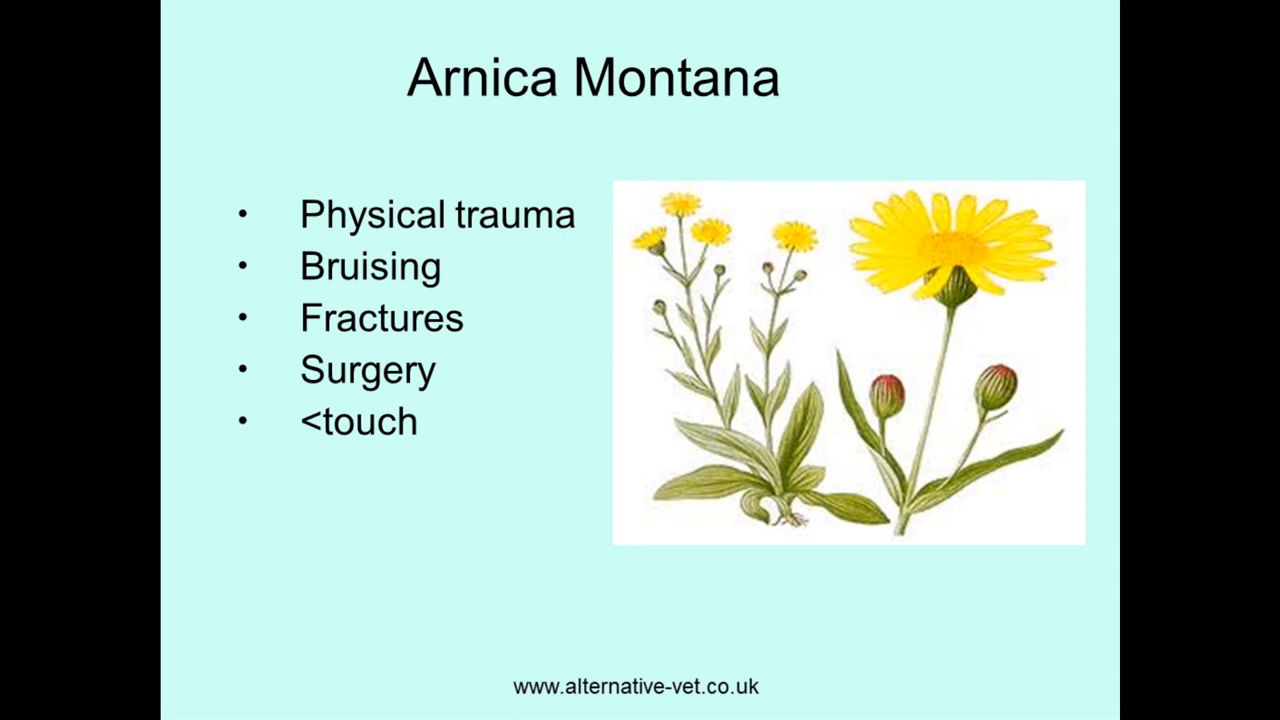 Arnica Montana
• Physical trauma
• Bruising
• Fractures
• Surgery
• <touch
www.alternative-vet.co.uk